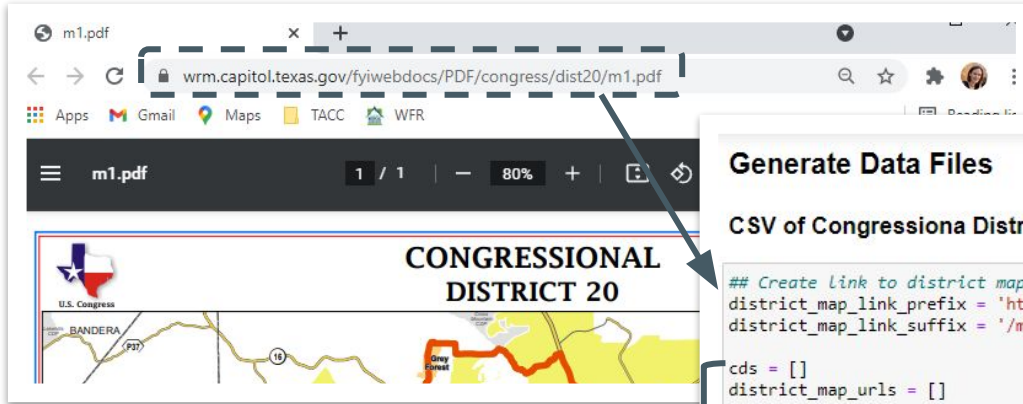 m1.pdf
wrm.capitol.texas.gov/fyiwebdocs/PDF/congress/dist20/m1.pdf
Apps Gmail Maps TACC WFR
m1.pdf 1 / 1 80%
CONGRESSIONAL
DISTRICT 20
U.S. Congress
BANDERA
P37
16
Grey
Forest
Generate Data Files
CSV of Congressiona Distr
## Create link to district map
district_map_link_prefix = 'ht
district_map_link_suffix = '/m
cds = []
district_map_urls = []